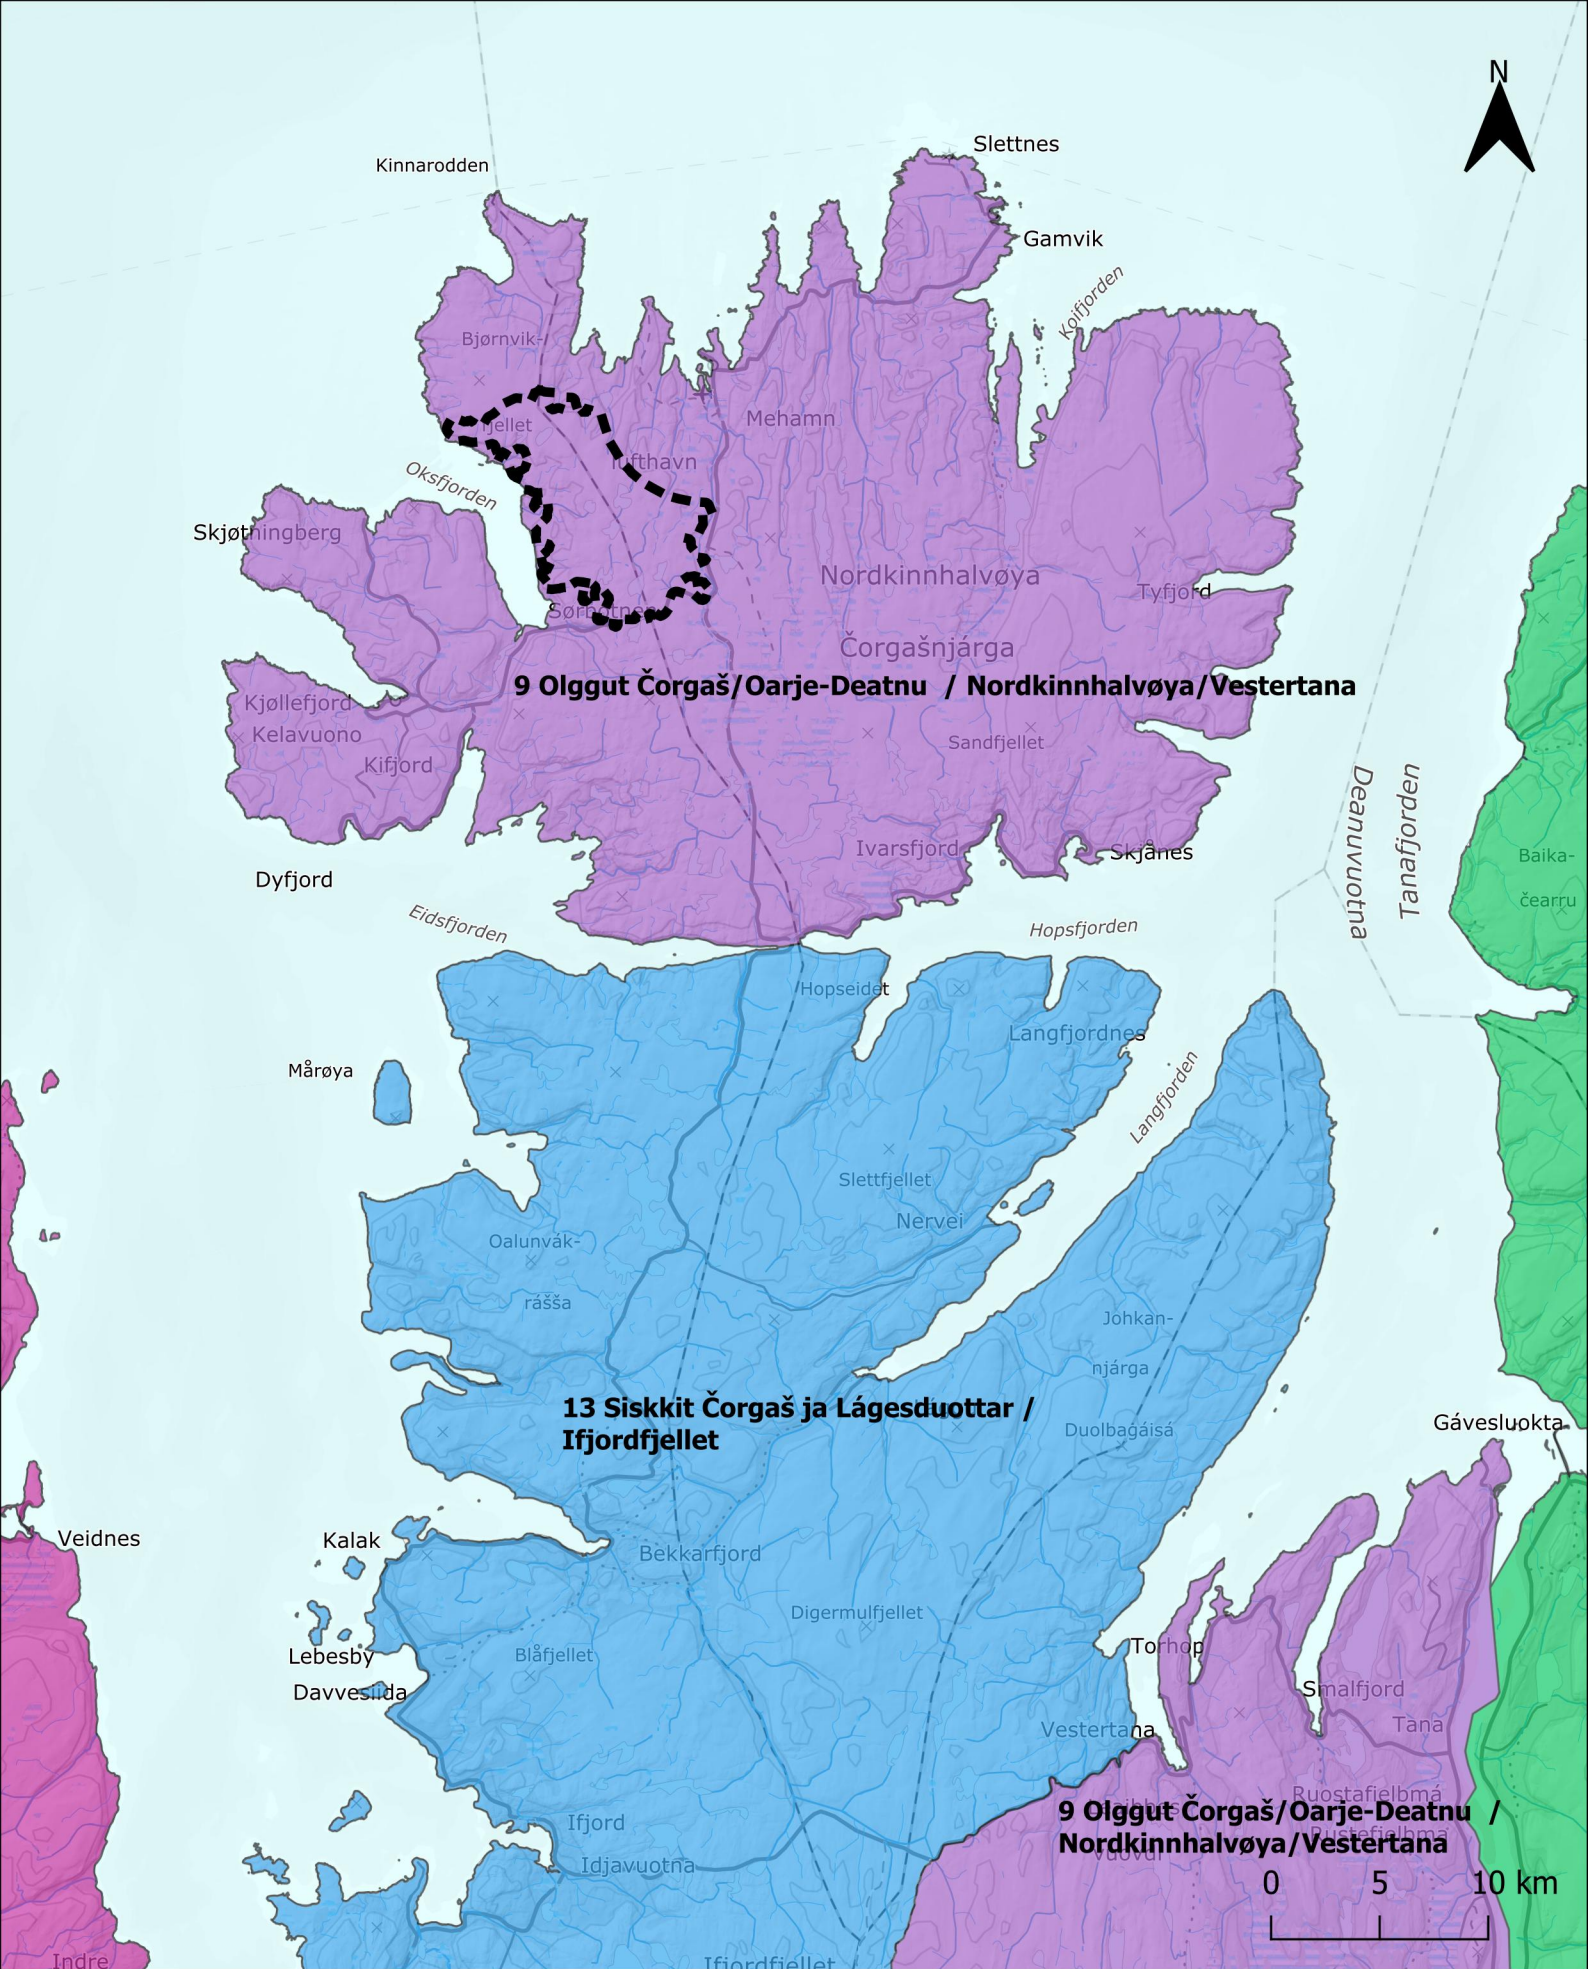 N
Slettnes
Kinnarodden
Gamvik
Koifjorden
Bjørnvik-
fjellet
Mehamn
lufthavn
Oksfjorden
Skjøtningberg
Nordkinnhalvøya
Tyfjord
Sørbotnen
Čorgašnjárga
9 Olggut Čorgaš/Oarje-Deatnu / Nordkinnhalvøya/Vestertana
Kjøllefjord
Kelavuono
Sandfjellet
Kifjord
Deanuvuotna
Tanafjorden
Ivarsfjord
Skjånes
Baika-
čearru
Dyfjord
Eidsfjorden
Hopsfjorden
Hopseidet
Langfjordnes
Mårøya
Langfjorden
Slettfjellet
Nervei
Oalunvák-
rášša
Johkan-
njárga
13 Siskkit Čorgaš ja Lágesduottar /
Ifjordfjellet
Duolbagáisá
Gávesluokta
Veidnes
Kalak
Bekkarfjord
Digermulfjellet
Lebesby
Blåfjellet
Torhop
Davvesiida
Smalfjord
Vestertana
Tana
Ruostafielbmá
9 Olggut Čorgaš/Oarje-Deatnu /
Rustefielbma
Nordkinnhalvøya/Vestertana
Ifjord
Idjavuotna
0 5 10 km
Indre
Ifjordfjellet